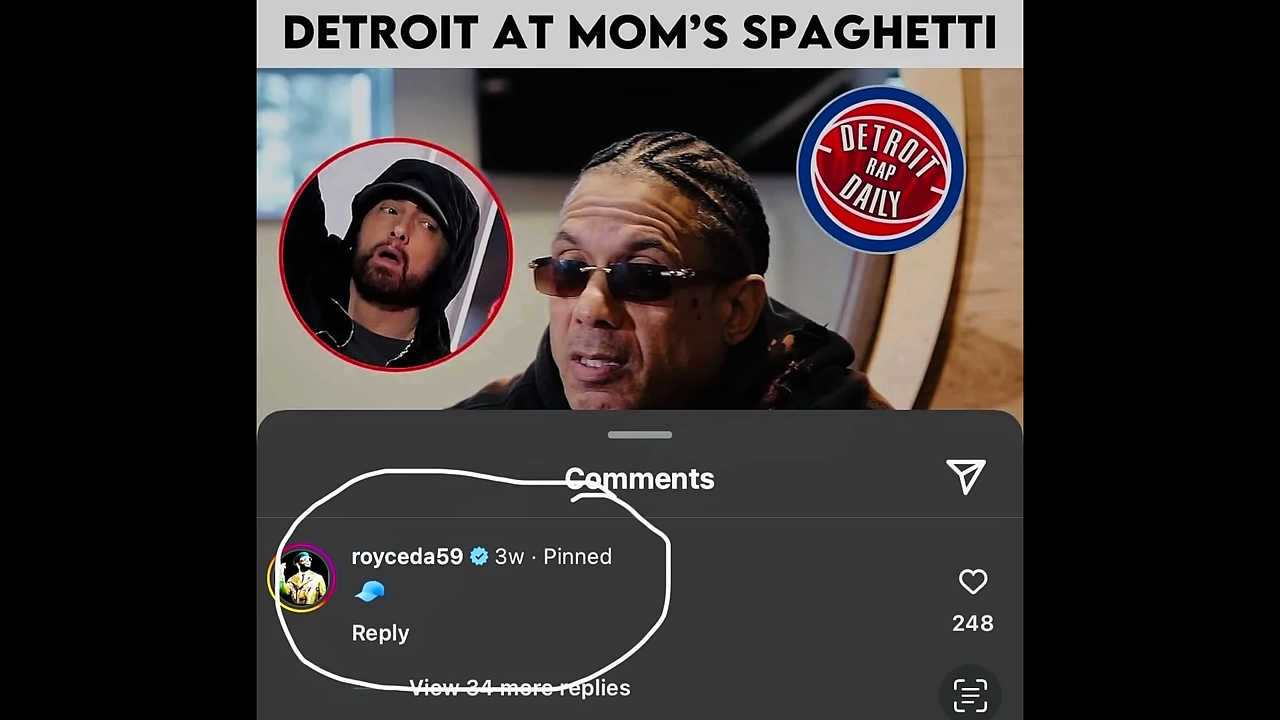 DETROIT AT MOM'S SPAGHETTI
DETROIT
RAP
DAILY
Comments
royceda59 3w · Pinned
🧢
Reply
248
View 34 more replies